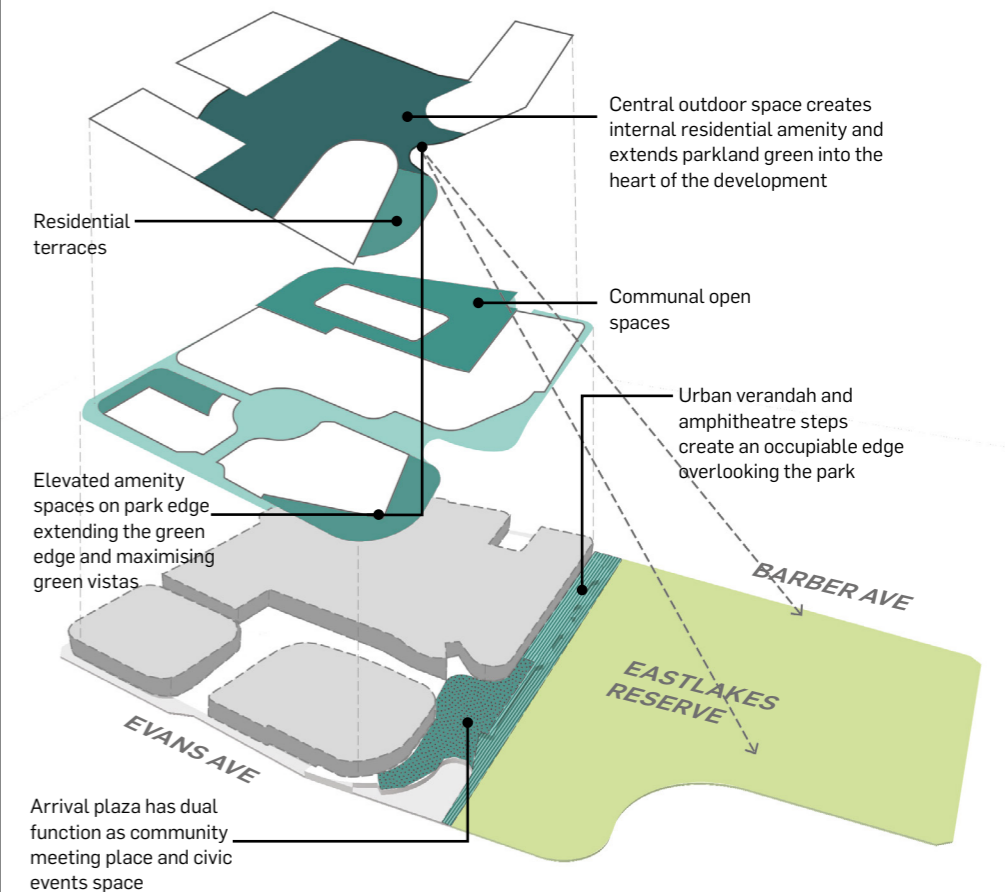 Central outdoor space creates
internal residential amenity and
extends parkland green into the
heart of the development
Residential
terraces
Communal open
spaces
Urban verandah and
amphitheatre steps
create an occupiable edge
overlooking the park
Elevated amenity
spaces on park edge
extending the green
edge and maximising
green vistas
BARBER AVE
EASTLAKES
RESERVE
EVANS AVE
Arrival plaza has dual
function as community
meeting place and civic
events space